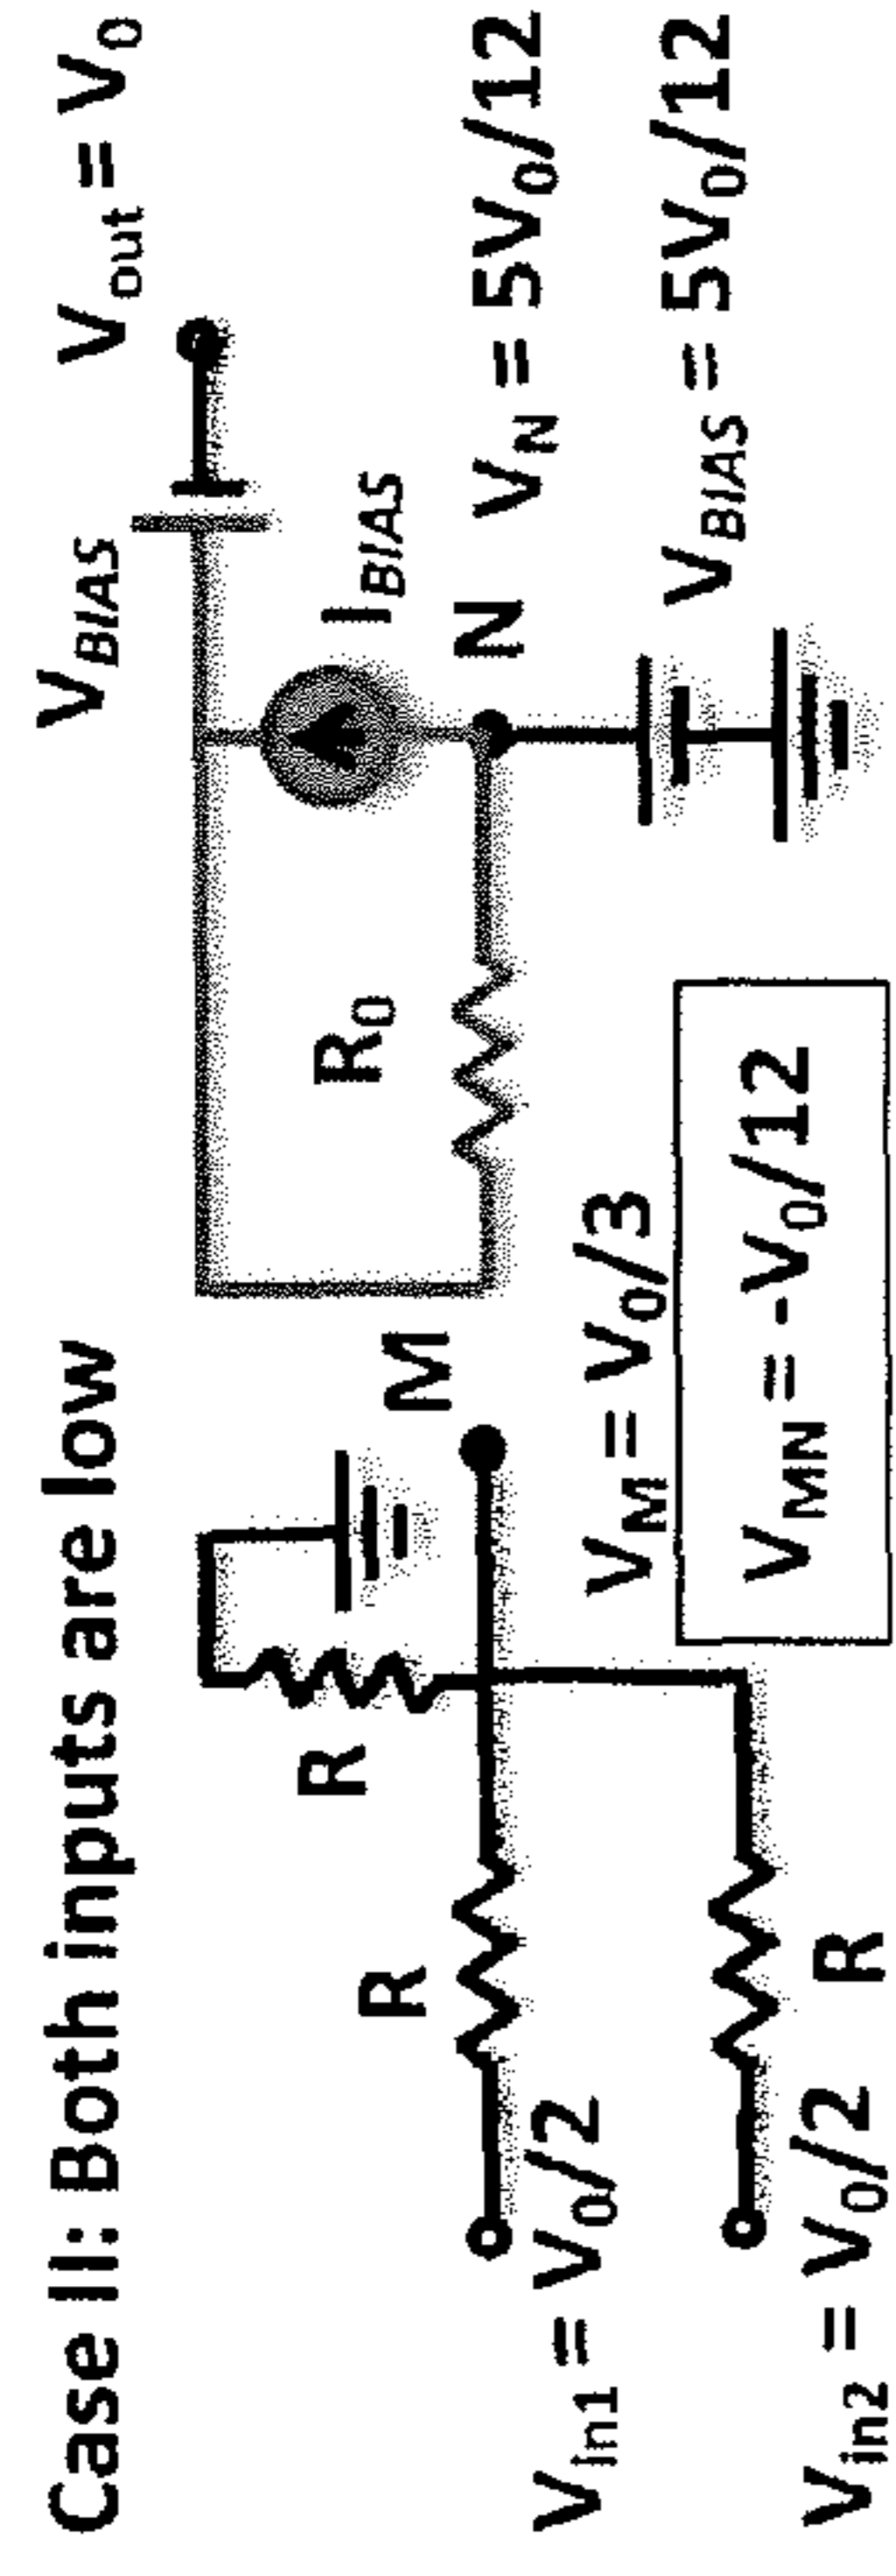 Case II: Both inputs are low
V_BIAS
V_out = V_0
R
R_0
I_BIAS
R
M
N
V_N = 5V_0/12
V_in1 = V_0/2
V_M = V_0/3
V_BIAS = 5V_0/12
V_MN = -V_0/12
R
V_in2 = V_0/2